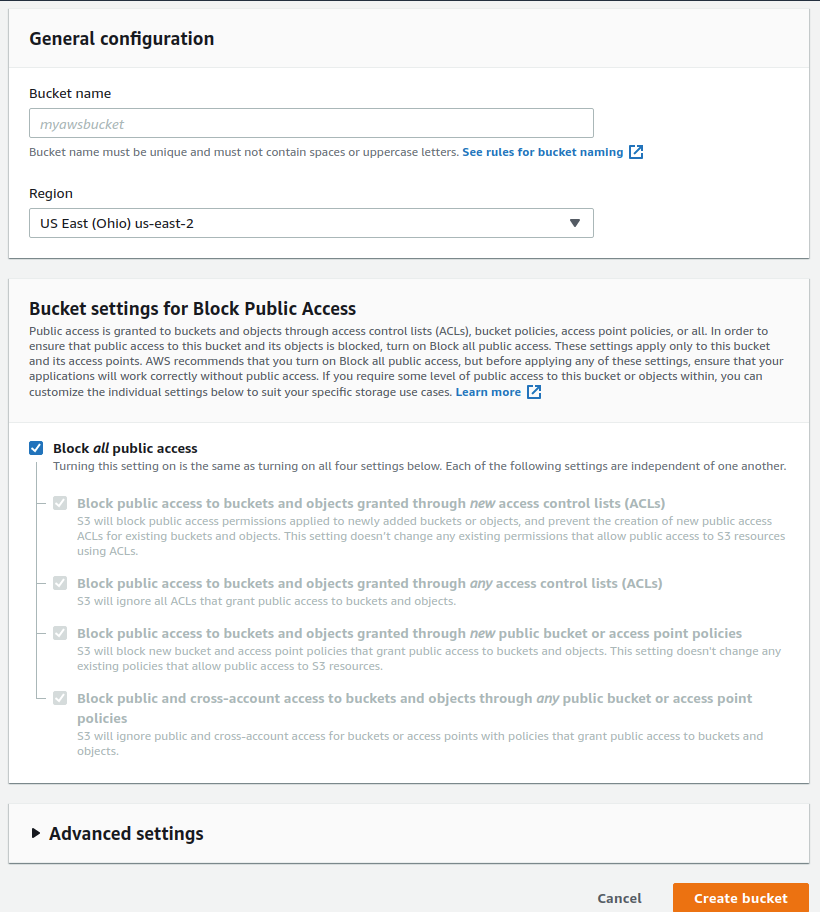 General configuration
Bucket name
myawsbucket
Bucket name must be unique and must not contain spaces or uppercase letters. See rules for bucket naming
Region
US East (Ohio) us-east-2
Bucket settings for Block Public Access
Public access is granted to buckets and objects through access control lists (ACLs), bucket policies, access point policies, or all. In order to
ensure that public access to this bucket and its objects is blocked, turn on Block all public access. These settings apply only to this bucket
and its access points. AWS recommends that you turn on Block all public access, but before applying any of these settings, ensure that your
applications will work correctly without public access. If you require some level of public access to this bucket or objects within, you can
customize the individual settings below to suit your specific storage use cases. Learn more
Block all public access
Turning this setting on is the same as turning on all four settings below. Each of the following settings are independent of one another.
Block public access to buckets and objects granted through new access control lists (ACLs)
S3 will block public access permissions applied to newly added buckets or objects, and prevent the creation of new public access
ACLs for existing buckets and objects. This setting doesn't change any existing permissions that allow public access to S3 resources
using ACLs.
Block public access to buckets and objects granted through any access control lists (ACLs)
S3 will ignore all ACLs that grant public access to buckets and objects.
Block public access to buckets and objects granted through new public bucket or access point policies
S3 will block new bucket and access point policies that grant public access to buckets and objects. This setting doesn't change any
existing policies that allow public access to S3 resources.
Block public and cross-account access to buckets and objects through any public bucket or access point
policies
S3 will ignore public and cross-account access for buckets or access points with policies that grant public access to buckets and
objects.
Advanced settings
Cancel
Create bucket